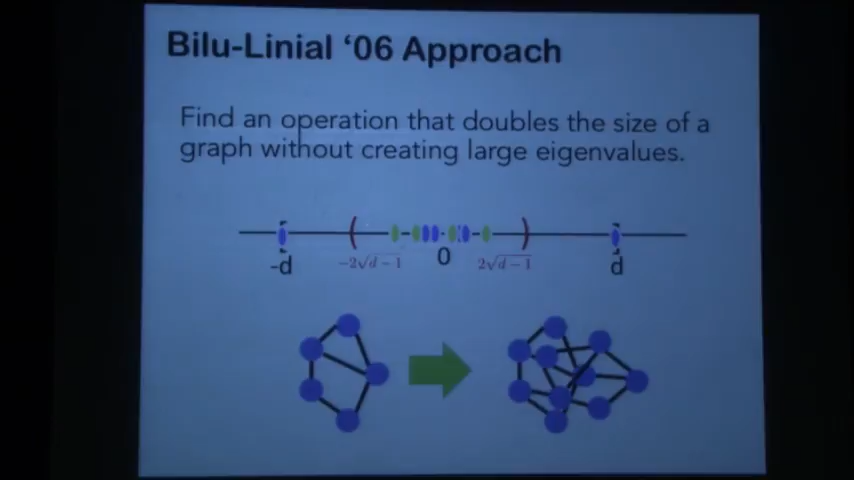 Bilu-Linial ‘06 Approach
Find an operation that doubles the size of a
graph without creating large eigenvalues.
-d −2√d − 1 0 2√d − 1 d